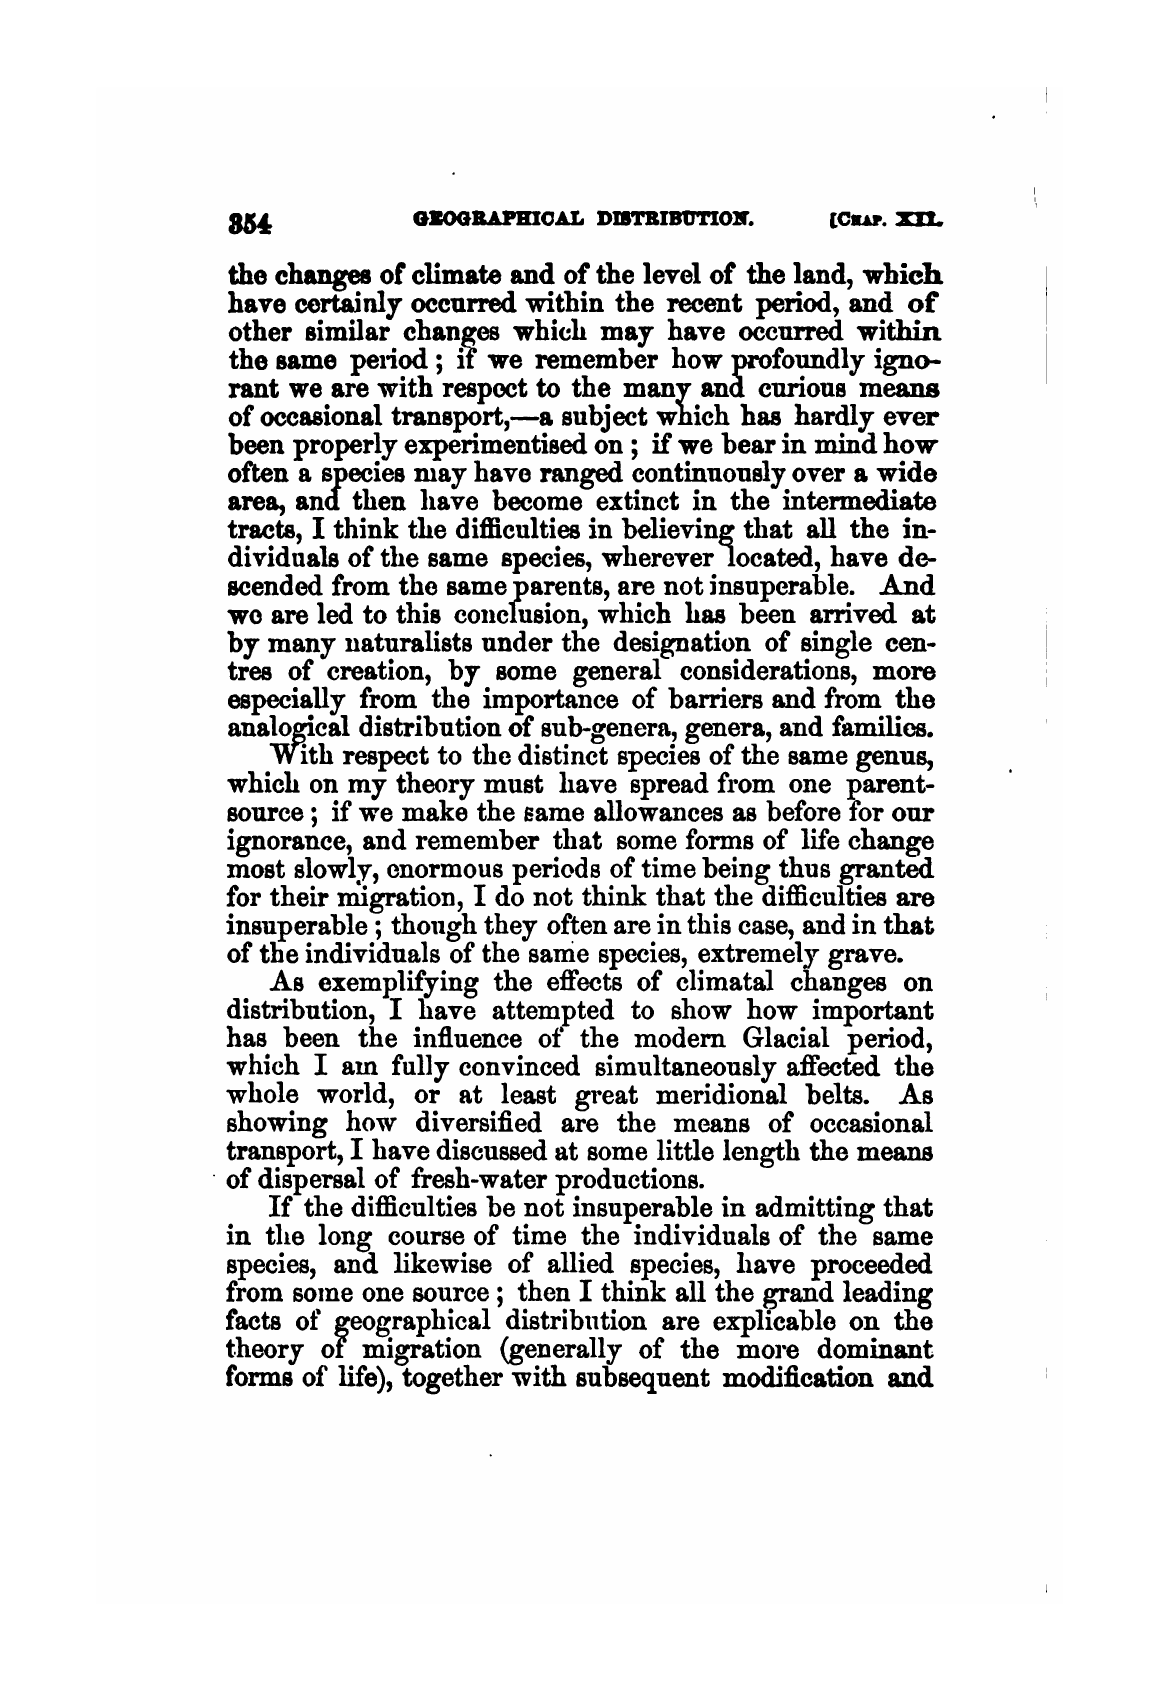 354 GEOGRAPHICAL DISTRIBUTION. [CHAP. XII.
the changes of climate and of the level of the land, which
have certainly occurred within the recent period, and of
other similar changes which may have occurred within
the same period ; if we remember how profoundly igno-
rant we are with respect to the many and curious means
of occasional transport,—a subject which has hardly ever
been properly experimentised on ; if we bear in mind how
often a species may have ranged continuously over a wide
area, and then have become extinct in the intermediate
tracts, I think the difficulties in believing that all the in-
dividuals of the same species, wherever located, have de-
scended from the same parents, are not insuperable. And
we are led to this conclusion, which has been arrived at
by many naturalists under the designation of single cen-
tres of creation, by some general considerations, more
especially from the importance of barriers and from the
analogical distribution of sub-genera, genera, and families.
With respect to the distinct species of the same genus,
which on my theory must have spread from one parent-
source ; if we make the same allowances as before for our
ignorance, and remember that some forms of life change
most slowly, enormous periods of time being thus granted
for their migration, I do not think that the difficulties are
insuperable ; though they often are in this case, and in that
of the individuals of the same species, extremely grave.
As exemplifying the effects of climatal changes on
distribution, I have attempted to show how important
has been the influence of the modern Glacial period,
which I am fully convinced simultaneously affected the
whole world, or at least great meridional belts. As
showing how diversified are the means of occasional
transport, I have discussed at some little length the means
of dispersal of fresh-water productions.
If the difficulties be not insuperable in admitting that
in the long course of time the individuals of the same
species, and likewise of allied species, have proceeded
from some one source ; then I think all the grand leading
facts of geographical distribution are explicable on the
theory of migration (generally of the more dominant
forms of life), together with subsequent modification and